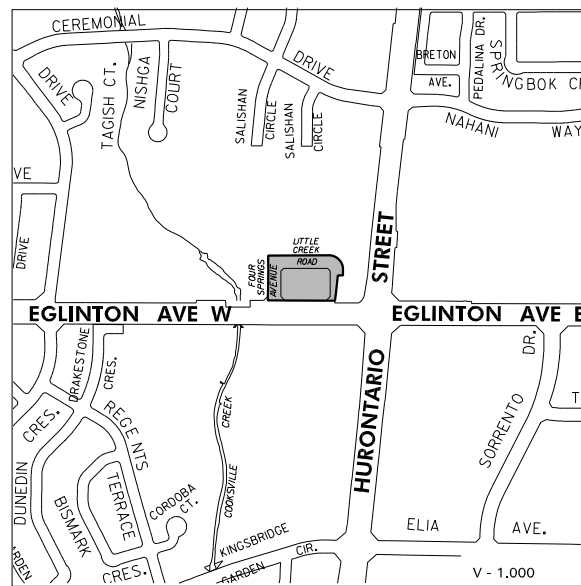 CEREMONIAL
DRIVE
BRETON
AVE.
PEDALINA DR.
SPRINGBOK CR
DRIVE
TAGISH CT.
NISHGA
COURT
SALISHAN
CIRCLE
SALISHAN
CIRCLE
NAHANI WAY
VE
DRIVE
LITTLE
CREEK
ROAD
FOUR
SPRINGS
AVENUE
STREET
EGLINTON AVE W
EGLINTON AVE E
DRAKESTONE
CRES.
HURONTARIO
SORRENTO
DR.
T
CREEK
COOKSVILLE
DUNEDIN
CRES.
REGENTS
TERRACE
BISMARK
CRES.
CORDOBA
CT.
KINGSBRIDGE
GARDEN
CIR.
ELIA AVE.
RDEN
V - 1.000